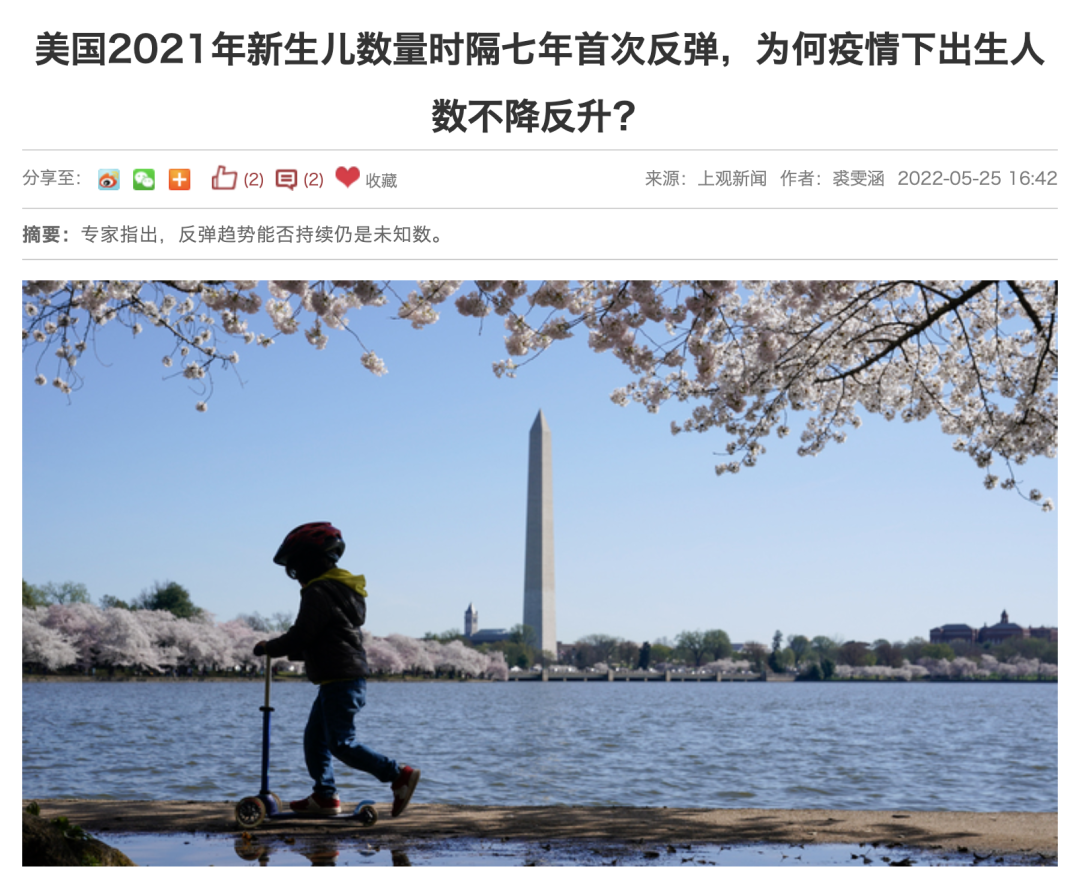 美国2021年新生儿数量时隔七年首次反弹，为何疫情下出生人
数不降反升？
分享至： (2) (2) 收藏 来源：上观新闻 作者：裘雯涵 2022-05-25 16:42
摘要：专家指出，反弹趋势能否持续仍是未知数。